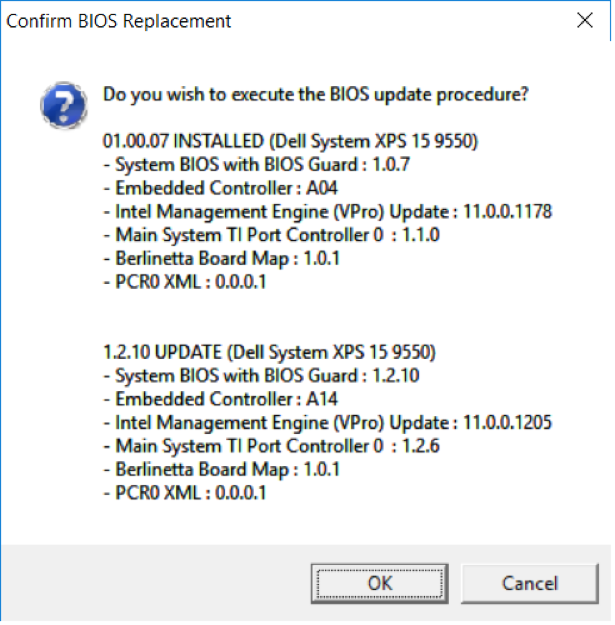 Confirm BIOS Replacement
Do you wish to execute the BIOS update procedure?
01.00.07 INSTALLED (Dell System XPS 15 9550)
- System BIOS with BIOS Guard : 1.0.7
- Embedded Controller : A04
- Intel Management Engine (VPro) Update : 11.0.0.1178
- Main System TI Port Controller 0  : 1.1.0
- Berlinetta Board Map : 1.0.1
- PCR0 XML : 0.0.0.1
1.2.10 UPDATE (Dell System XPS 15 9550)
- System BIOS with BIOS Guard : 1.2.10
- Embedded Controller : A14
- Intel Management Engine (VPro) Update : 11.0.0.1205
- Main System TI Port Controller 0  : 1.2.6
- Berlinetta Board Map : 1.0.1
- PCR0 XML : 0.0.0.1
OK
Cancel